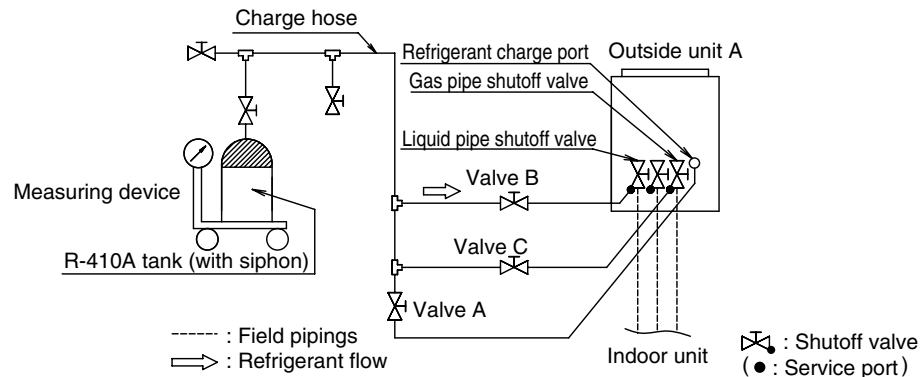 Charge hose
Refrigerant charge port
Outside unit A
Gas pipe shutoff valve
Liquid pipe shutoff valve
Measuring device
Valve B
R-410A tank (with siphon)
Valve C
Valve A
: Field pipings
: Refrigerant flow
Indoor unit
: Shutoff valve
( : Service port)